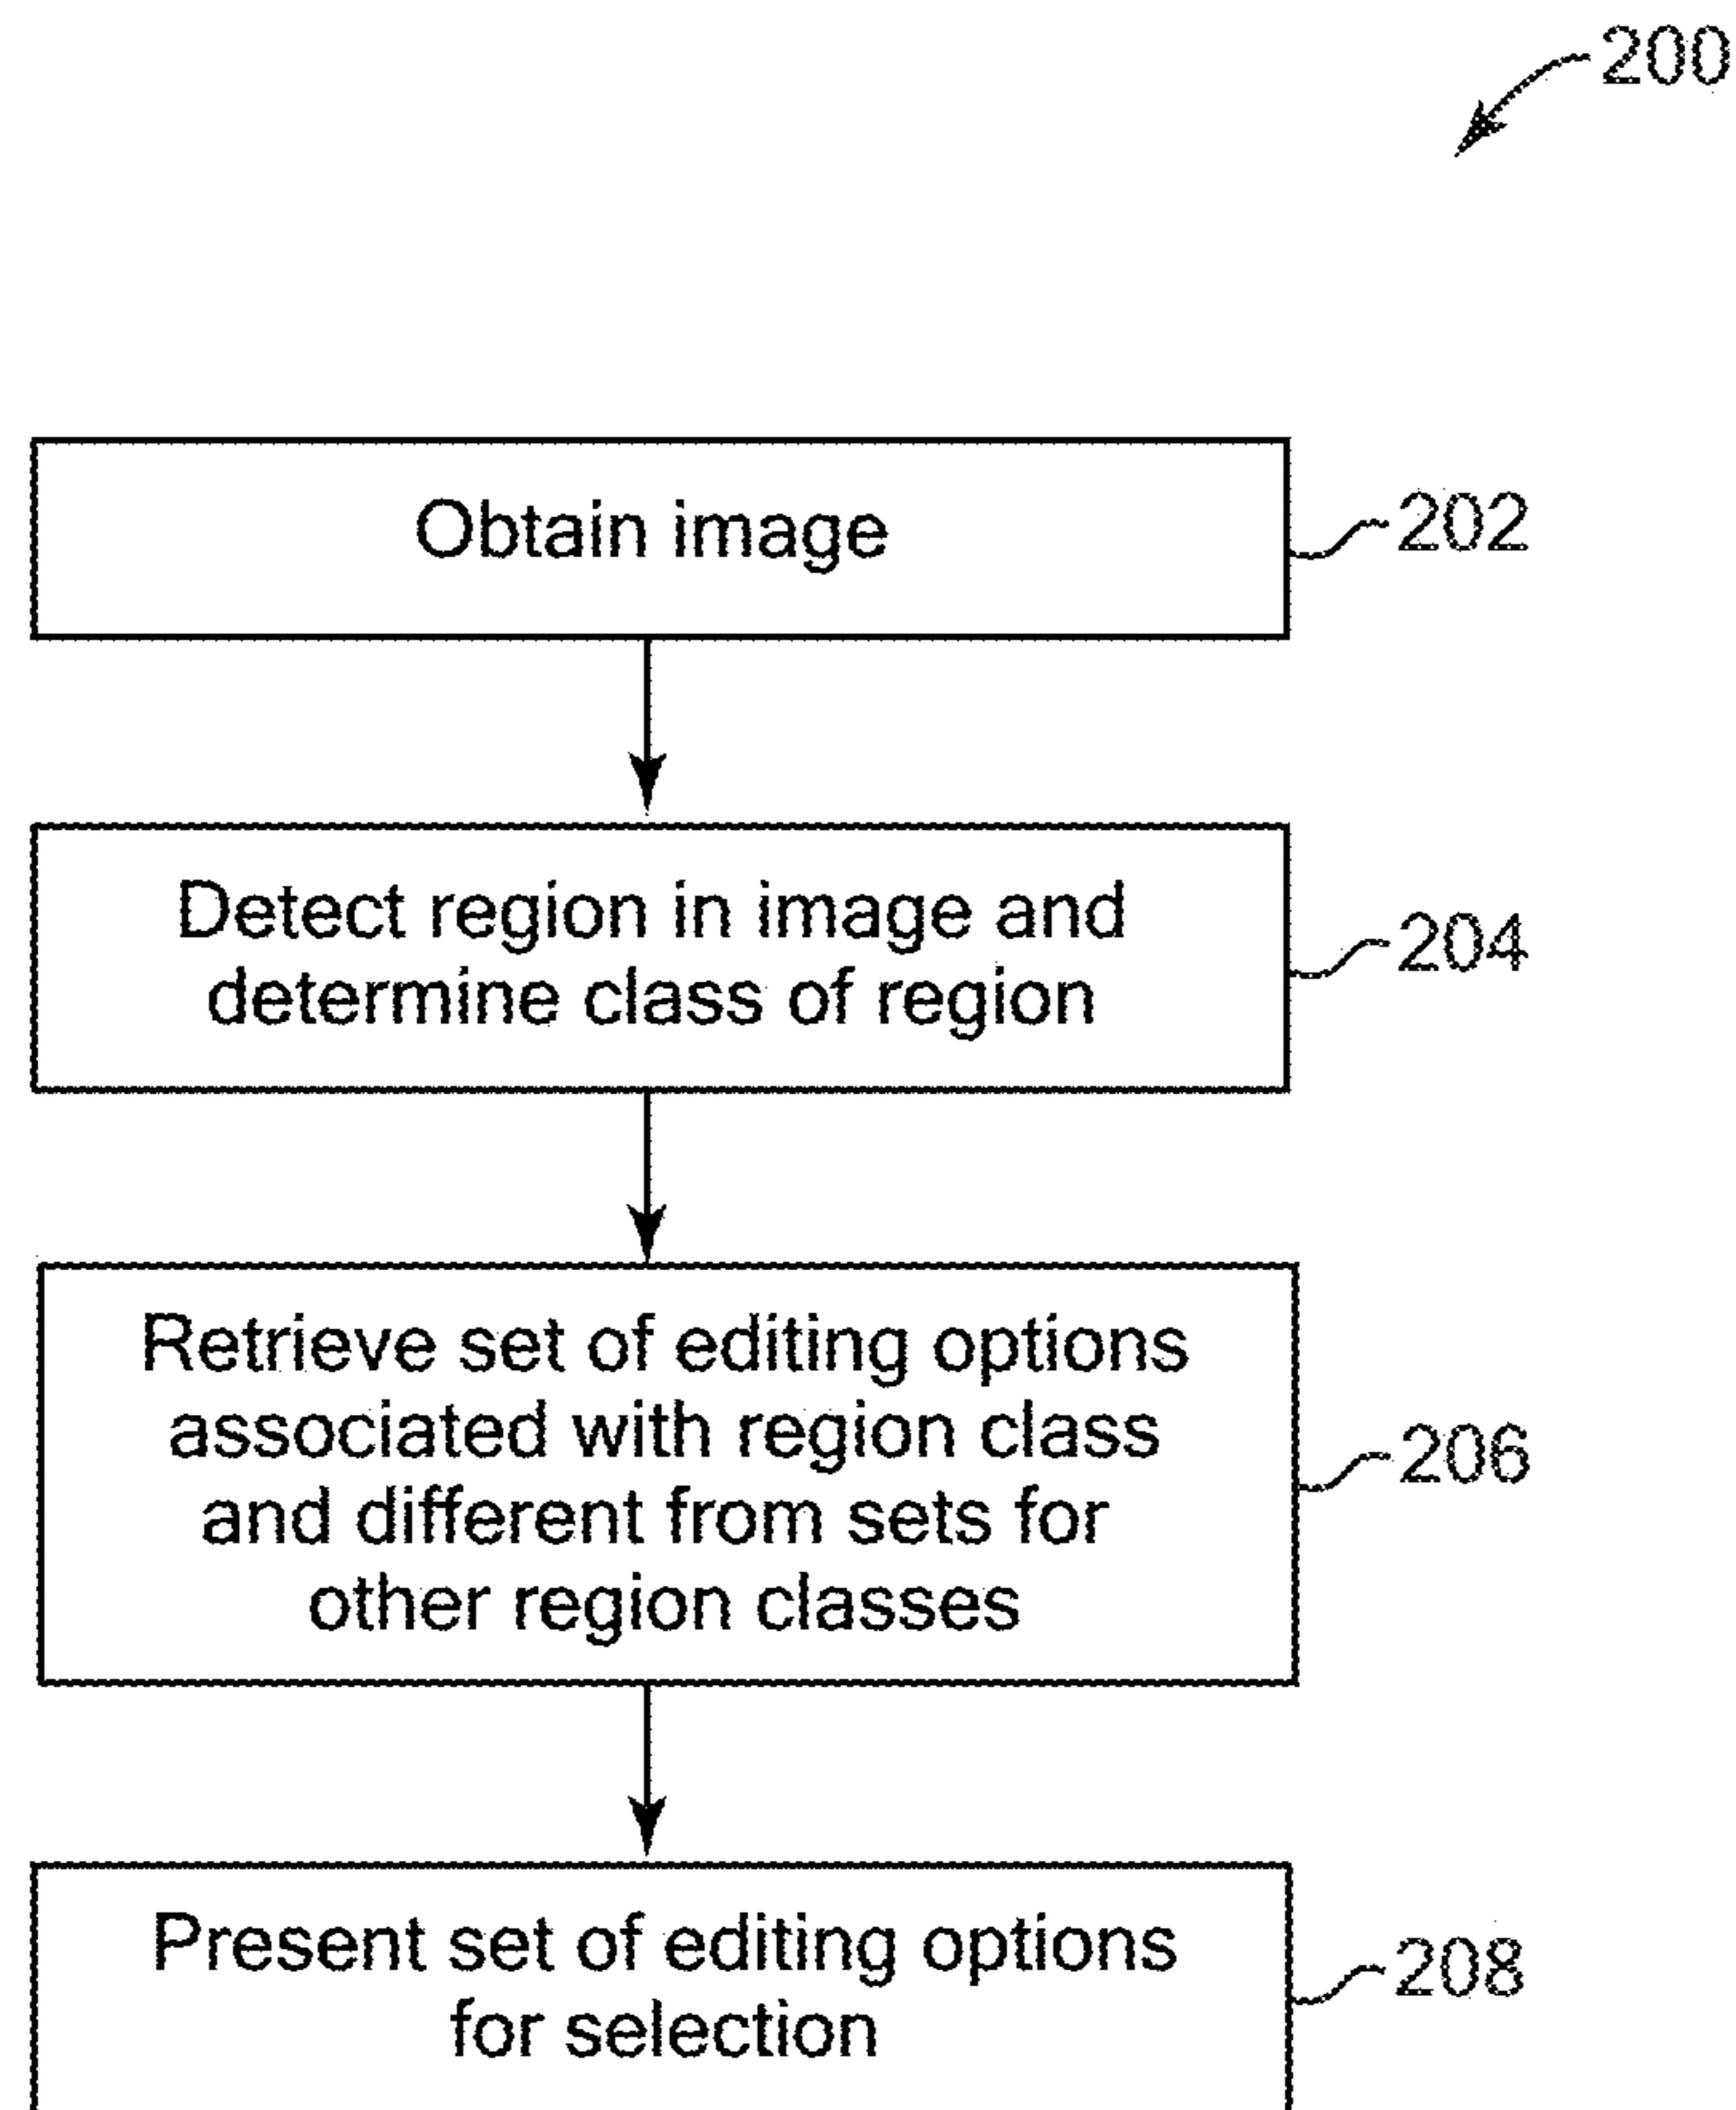 200
Obtain image
202
Detect region in image and
determine class of region
204
Retrieve set of editing options
associated with region class
and different from sets for
other region classes
206
Present set of editing options
for selection
208